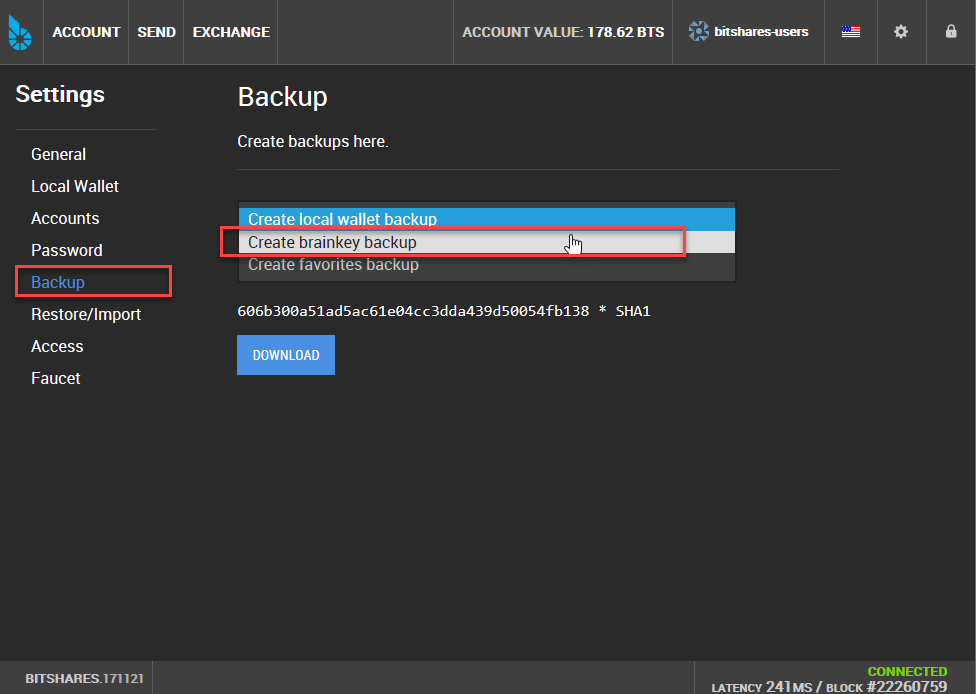 ACCOUNT SEND EXCHANGE ACCOUNT VALUE: 178.62 BTS bitshares-users
Settings
General
Local Wallet
Accounts
Password
Backup
Restore/Import
Access
Faucet
Backup
Create backups here.
Create local wallet backup
Create brainkey backup
Create favorites backup
606b300a51ad5ac61e04cc3dda439d50054fb138 * SHA1
DOWNLOAD
BITSHARES.171121
CONNECTED
LATENCY 241MS / BLOCK #22260759